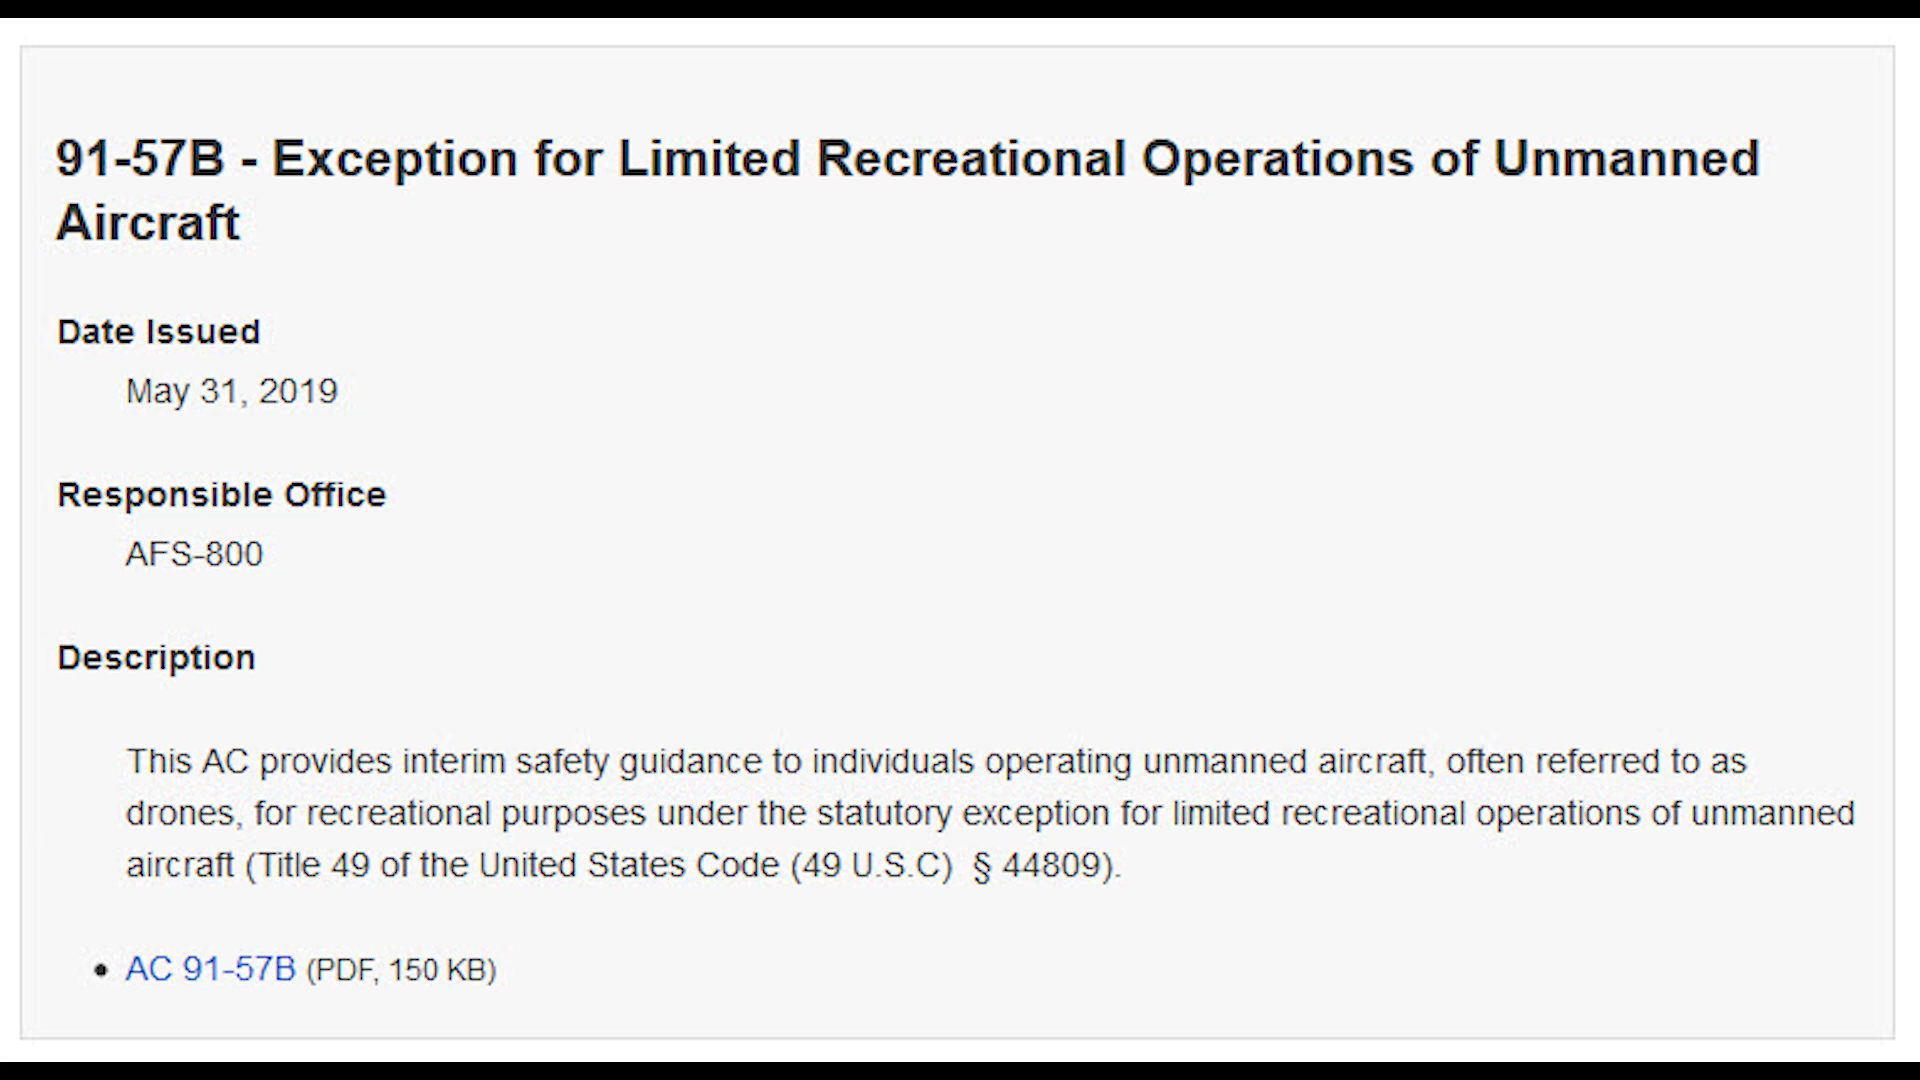 91-57B - Exception for Limited Recreational Operations of Unmanned
Aircraft
Date Issued
May 31, 2019
Responsible Office
AFS-800
Description
This AC provides interim safety guidance to individuals operating unmanned aircraft, often referred to as
drones, for recreational purposes under the statutory exception for limited recreational operations of unmanned
aircraft (Title 49 of the United States Code (49 U.S.C)  § 44809).
• AC 91-57B (PDF, 150 KB)